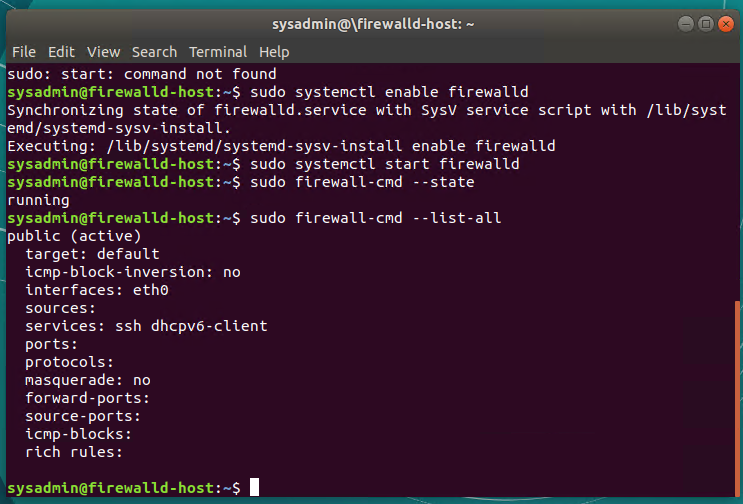 sysadmin@\firewalld-host: ~
File Edit View Search Terminal Help
sudo: start: command not found
sysadmin@firewalld-host:~$ sudo systemctl enable firewalld
Synchronizing state of firewalld.service with SysV service script with /lib/syst
emd/systemd-sysv-install.
Executing: /lib/systemd/systemd-sysv-install enable firewalld
sysadmin@firewalld-host:~$ sudo systemctl start firewalld
sysadmin@firewalld-host:~$ sudo firewall-cmd --state
running
sysadmin@firewalld-host:~$ sudo firewall-cmd --list-all
public (active)
  target: default
  icmp-block-inversion: no
  interfaces: eth0
  sources:
  services: ssh dhcpv6-client
  ports:
  protocols:
  masquerade: no
  forward-ports:
  source-ports:
  icmp-blocks:
  rich rules:
sysadmin@firewalld-host:~$